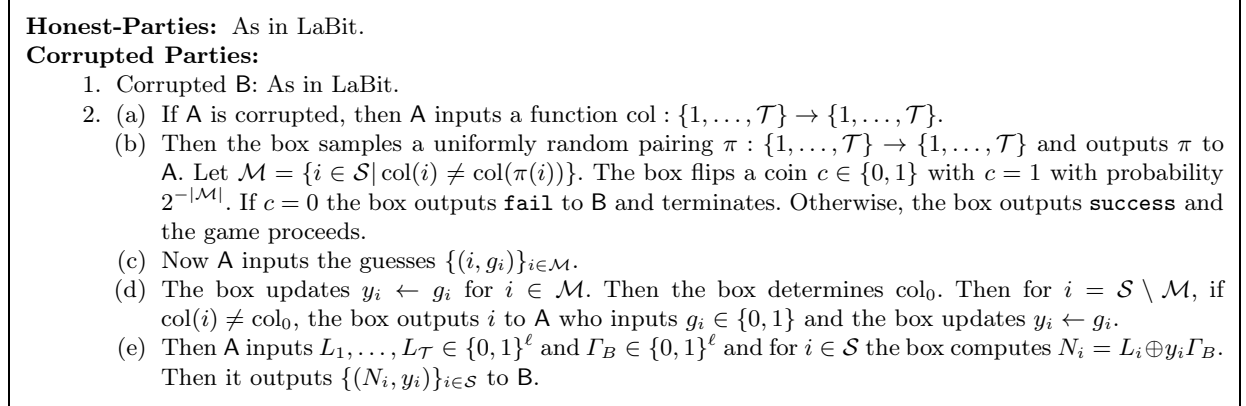 Honest-Parties: As in LaBit.
Corrupted Parties:
1. Corrupted B: As in LaBit.
2. (a) If A is corrupted, then A inputs a function col : {1, . . . , 𝒯} → {1, . . . , 𝒯}.
(b) Then the box samples a uniformly random pairing π : {1, . . . , 𝒯} → {1, . . . , 𝒯} and outputs π to
A. Let ℳ = {i ∈ 𝒮| col(i) ≠ col(π(i))}. The box flips a coin c ∈ {0, 1} with c = 1 with probability
2^{−|ℳ|}. If c = 0 the box outputs fail to B and terminates. Otherwise, the box outputs success and
the game proceeds.
(c) Now A inputs the guesses {(i, g_i)}_{i∈ℳ}.
(d) The box updates y_i ← g_i for i ∈ ℳ. Then the box determines col_0. Then for i = 𝒮 \ ℳ, if
col(i) ≠ col_0, the box outputs i to A who inputs g_i ∈ {0, 1} and the box updates y_i ← g_i.
(e) Then A inputs L_1, . . . , L_𝒯 ∈ {0, 1}^ℓ and Γ_B ∈ {0, 1}^ℓ and for i ∈ 𝒮 the box computes N_i = L_i⊕y_iΓ_B.
Then it outputs {(N_i, y_i)}_{i∈𝒮} to B.